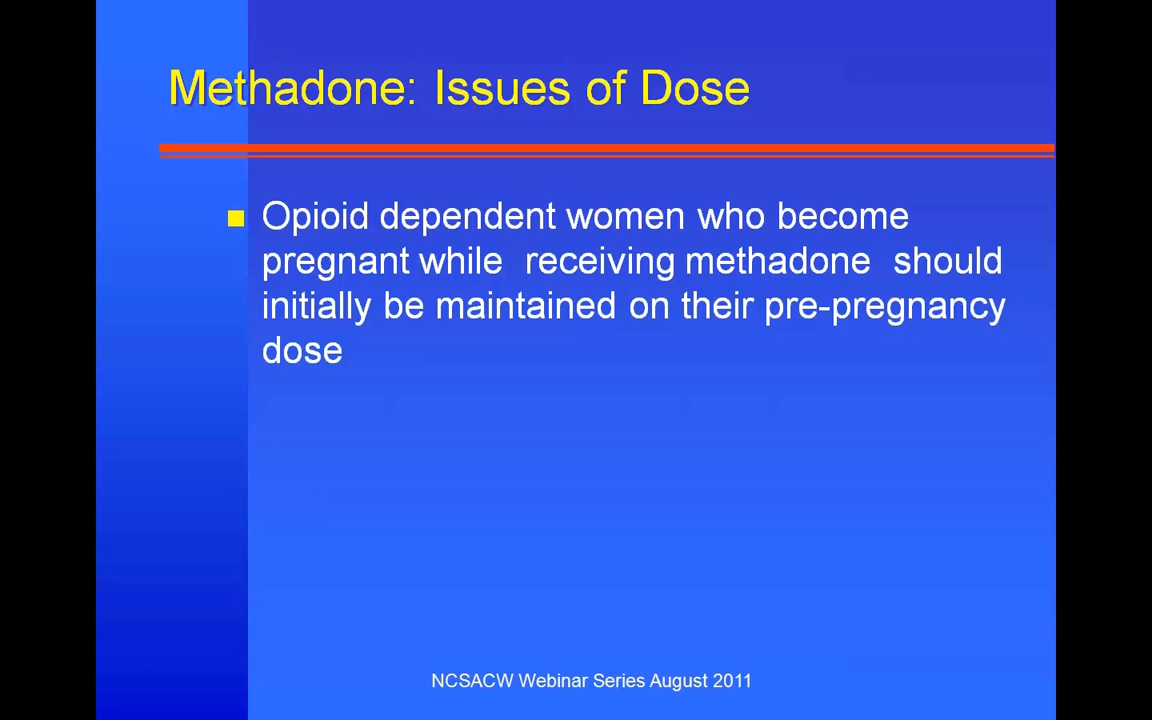 Methadone: Issues of Dose
Opioid dependent women who become
pregnant while  receiving methadone  should
initially be maintained on their pre-pregnancy
dose
NCSACW Webinar Series August 2011